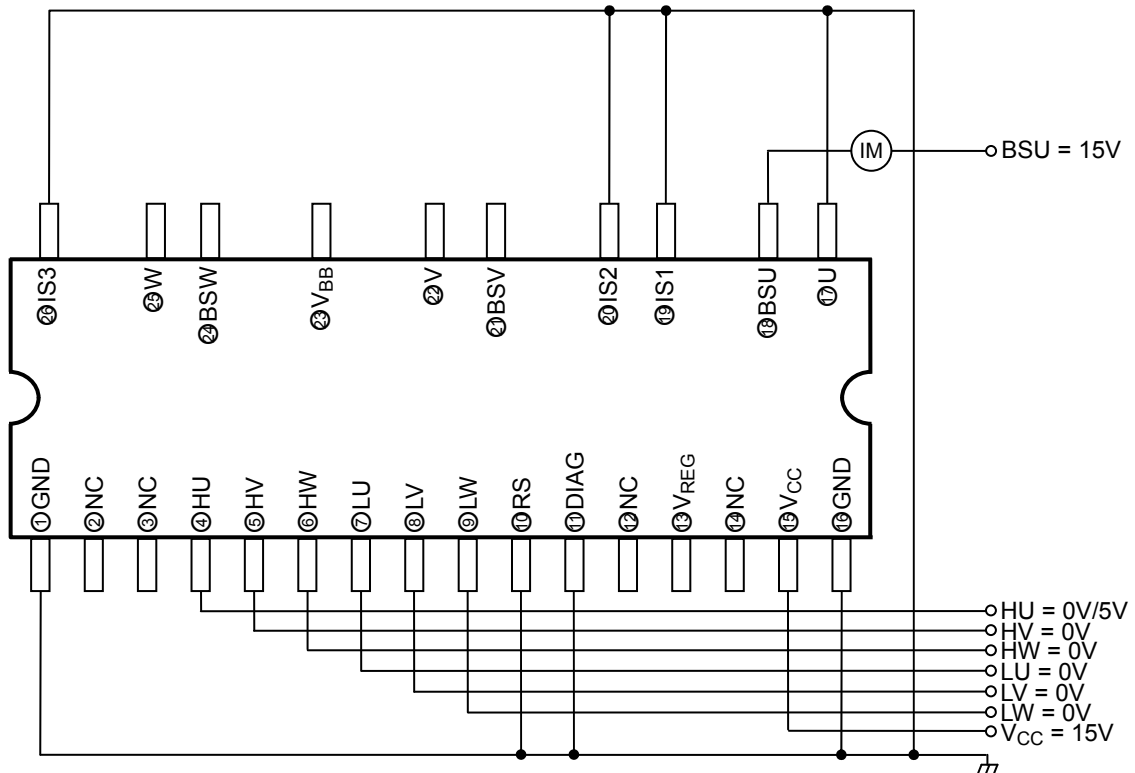 IM
BSU = 15V
㉖IS3
㉕W
㉔BSW
㉓VBB
㉒V
㉑BSV
⑳IS2
⑲IS1
⑱BSU
⑰U
①GND
②NC
③NC
④HU
⑤HV
⑥HW
⑦LU
⑧LV
⑨LW
⑩RS
⑪DIAG
⑫NC
⑬VREG
⑭NC
⑮VCC
⑯GND
HU = 0V/5V
HV = 0V
HW = 0V
LU = 0V
LV = 0V
LW = 0V
VCC = 15V